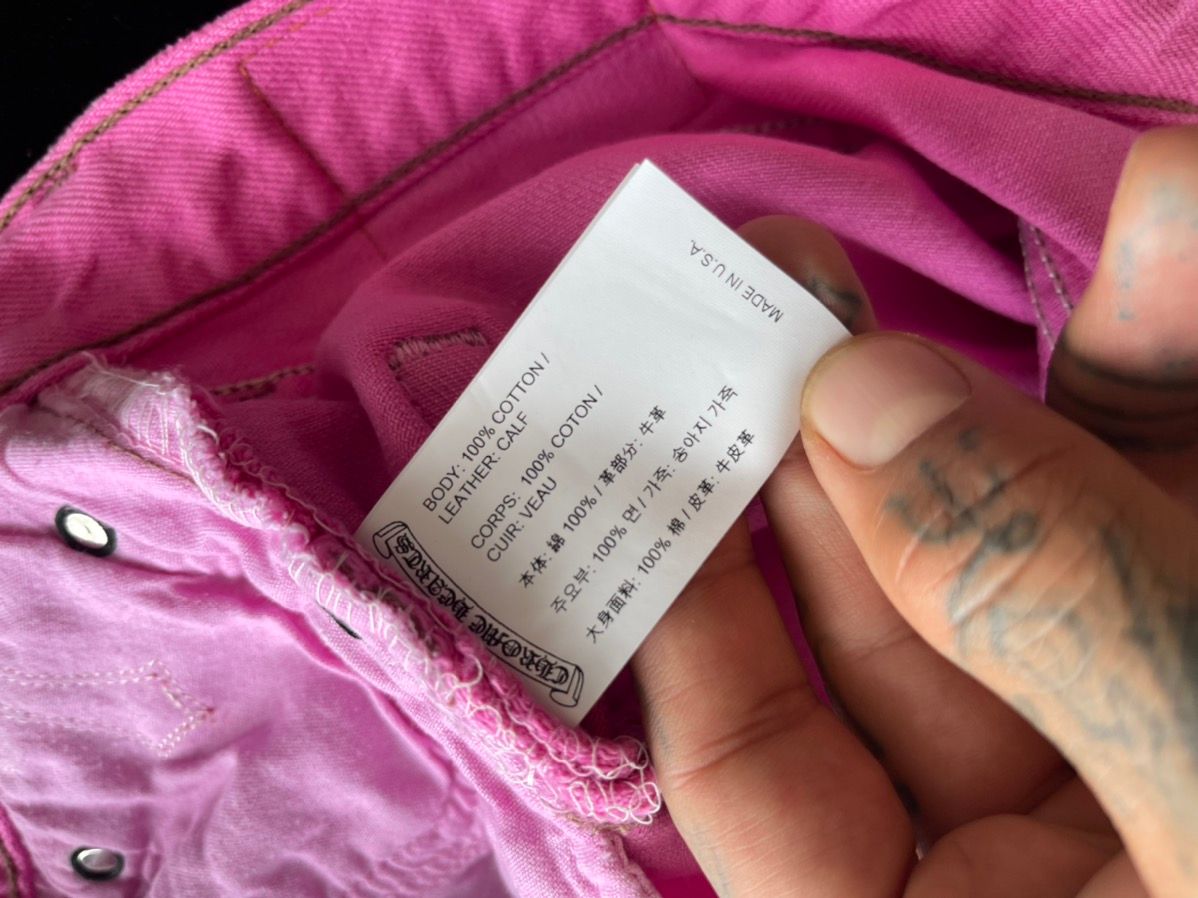 MADE IN U.S.A.
BODY: 100% COTTON /
LEATHER: CALF
CORPS: 100% COTON /
CUIR: VEAU
本体: 綿 100% / 革部分: 牛革
주요부: 100% 면 / 가죽: 송아지 가죽
大身面料: 100% 棉 / 皮革: 牛皮革
CHROME HEARTS